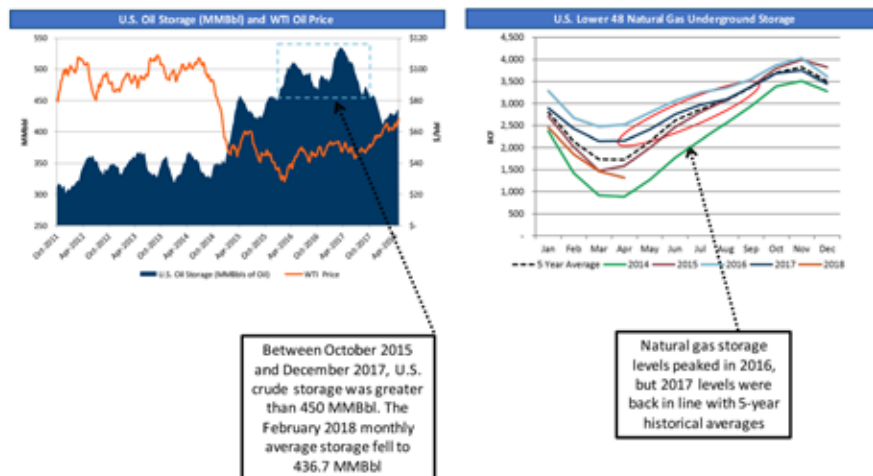 U.S. Oil Storage (MMBbl) and WTI Oil Price
550
500
450
400
350
300
250
MMbbl
$120
$100
$80
$60
$40
$20
$-
Oct-2011
Apr-2012
Oct-2012
Apr-2013
Oct-2013
Apr-2014
Oct-2014
Apr-2015
Oct-2015
Apr-2016
Oct-2016
Apr-2017
Oct-2017
U.S. Oil Storage (MMBbls of Oil)
WTI Price
Between October 2015
and December 2017, U.S.
crude storage was greater
than 450 MMBbl. The
February 2018 monthly
average storage fell to
436.7 MMBbl
U.S. Lower 48 Natural Gas Underground Storage
4,500
4,000
3,500
3,000
2,500
2,000
1,500
1,000
500
-
BCF
Jan Feb Mar Apr May Jun Jul Aug Sep Oct Nov Dec
5 Year Average 2014 2015 2016 2017 2018
Natural gas storage
levels peaked in 2016,
but 2017 levels were
back in line with 5-year
historical averages